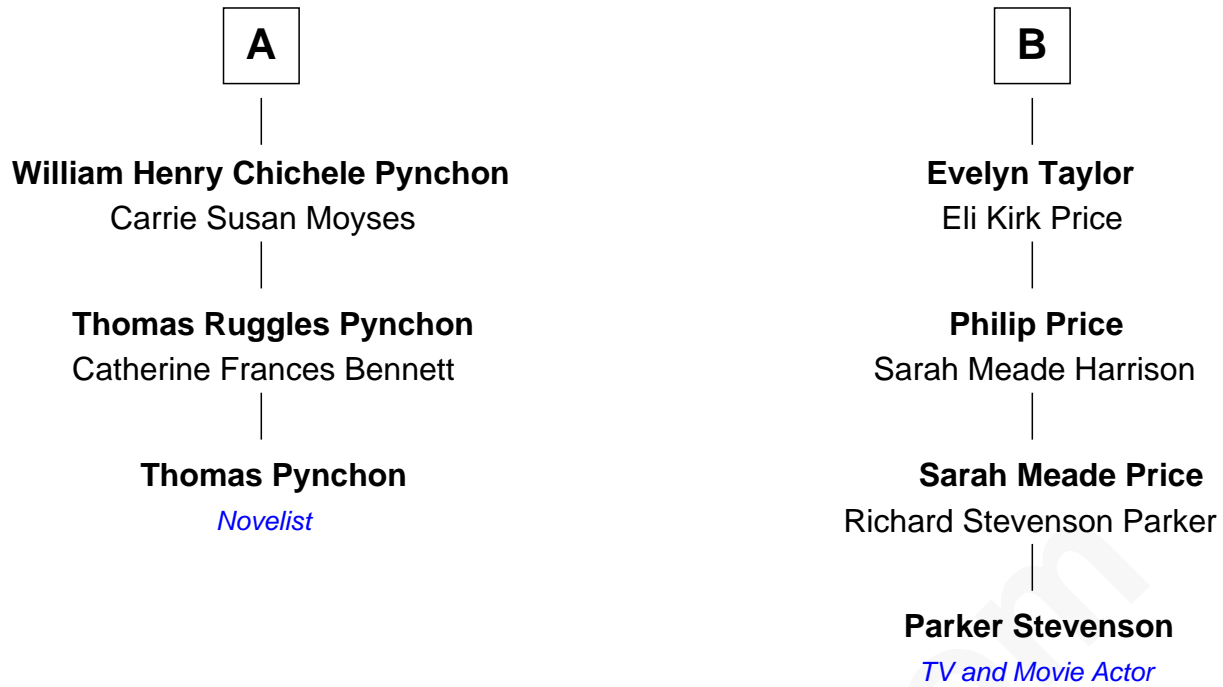 A
William Henry Chichele Pynchon
Carrie Susan Moyses
Thomas Ruggles Pynchon
Catherine Frances Bennett
Thomas Pynchon
Novelist
B
Evelyn Taylor
Eli Kirk Price
Philip Price
Sarah Meade Harrison
Sarah Meade Price
Richard Stevenson Parker
Parker Stevenson
TV and Movie Actor